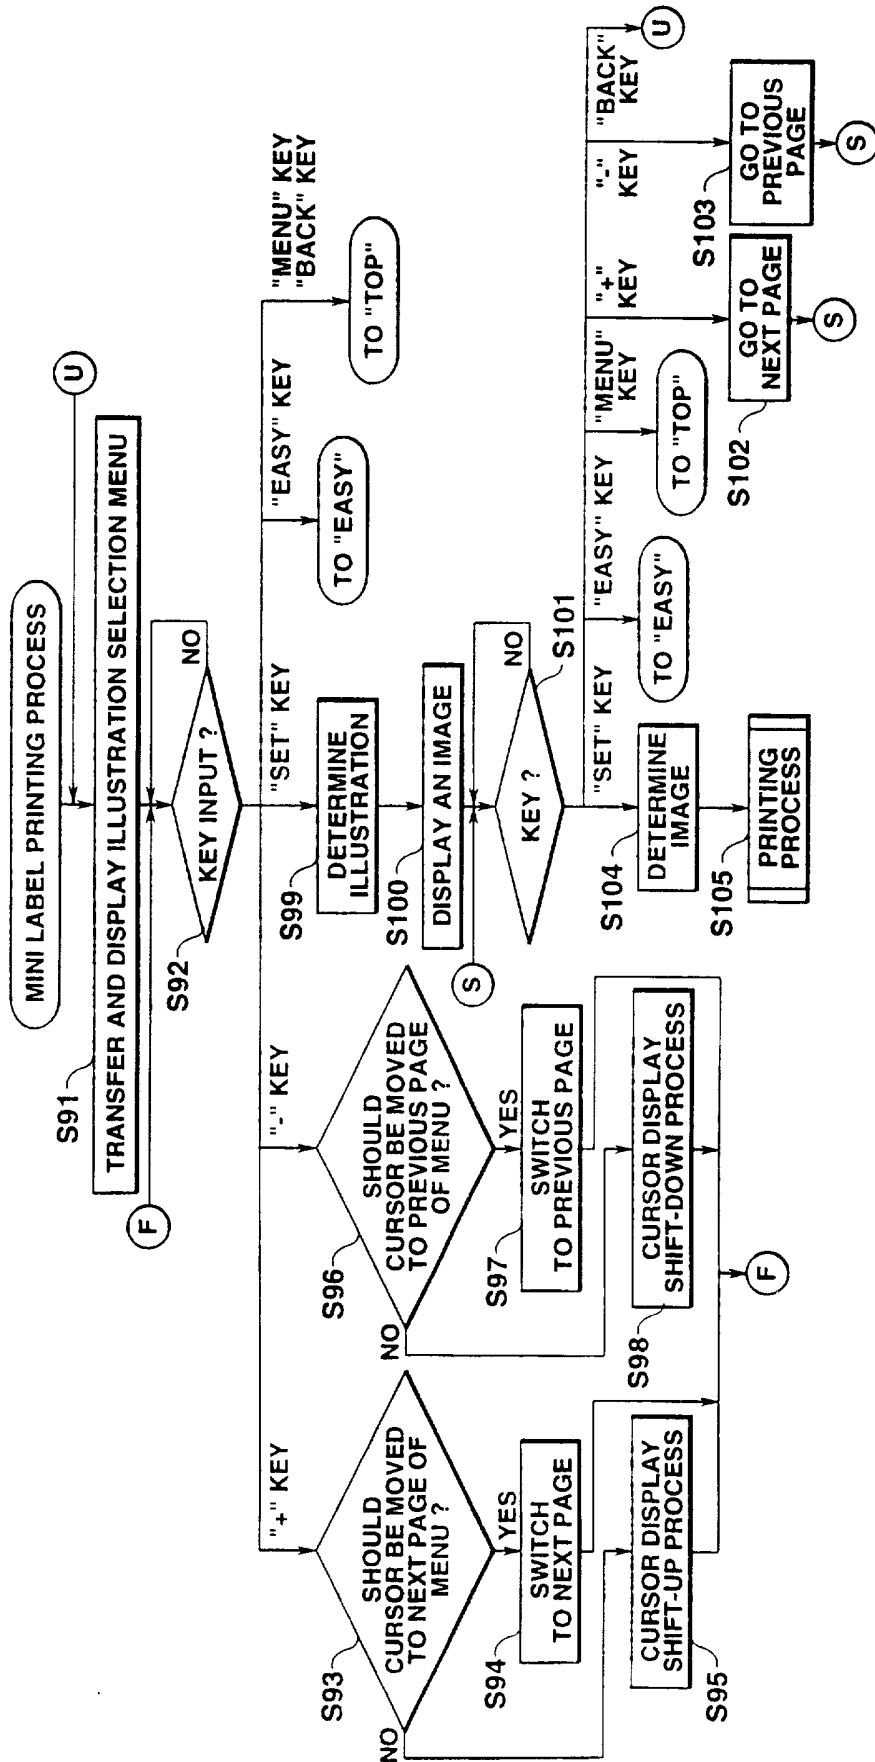 MINI LABEL PRINTING PROCESS
U
S91
TRANSFER AND DISPLAY ILLUSTRATION SELECTION MENU
F
S92
KEY INPUT ?
NO
"+" KEY
"-" KEY
"SET" KEY
"EASY" KEY
"MENU" KEY
"BACK" KEY
S93
SHOULD
CURSOR BE MOVED
TO NEXT PAGE OF
MENU ?
NO
YES
S94
SWITCH
TO NEXT PAGE
S95
CURSOR DISPLAY
SHIFT-UP PROCESS
S96
SHOULD
CURSOR BE MOVED
TO PREVIOUS PAGE
OF MENU ?
NO
YES
S97
SWITCH
TO PREVIOUS PAGE
S98
CURSOR DISPLAY
SHIFT-DOWN PROCESS
F
S99
DETERMINE
ILLUSTRATION
TO "EASY"
TO "TOP"
S100
DISPLAY AN IMAGE
S
KEY ?
NO
S101
"SET" KEY
"EASY" KEY
"MENU"
KEY
"+"
KEY
"-"
KEY
"BACK"
KEY
S104
DETERMINE
IMAGE
S105
PRINTING
PROCESS
TO "EASY"
TO "TOP"
S102
GO TO
NEXT PAGE
S
S103
GO TO
PREVIOUS
PAGE
S
U